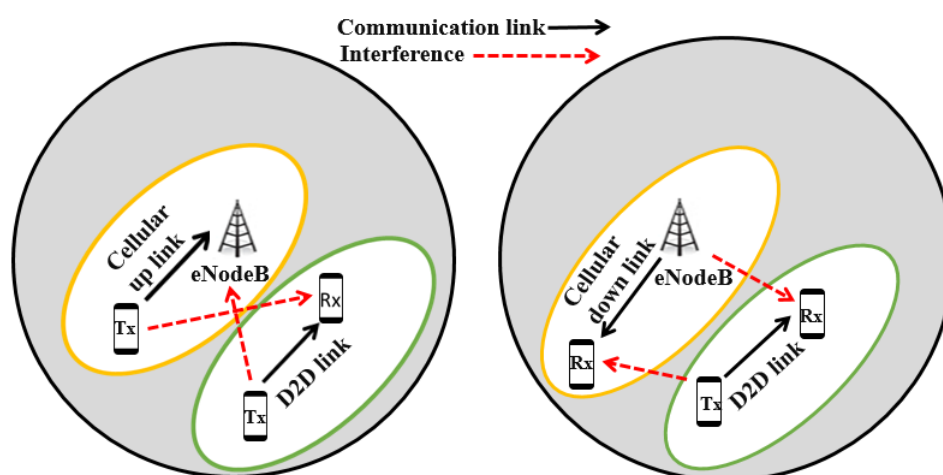 Communication link
Interference
Cellular
up link
eNodeB
Tx
Rx
D2D link
Tx
Cellular
down link
eNodeB
Rx
Rx
D2D link
Tx